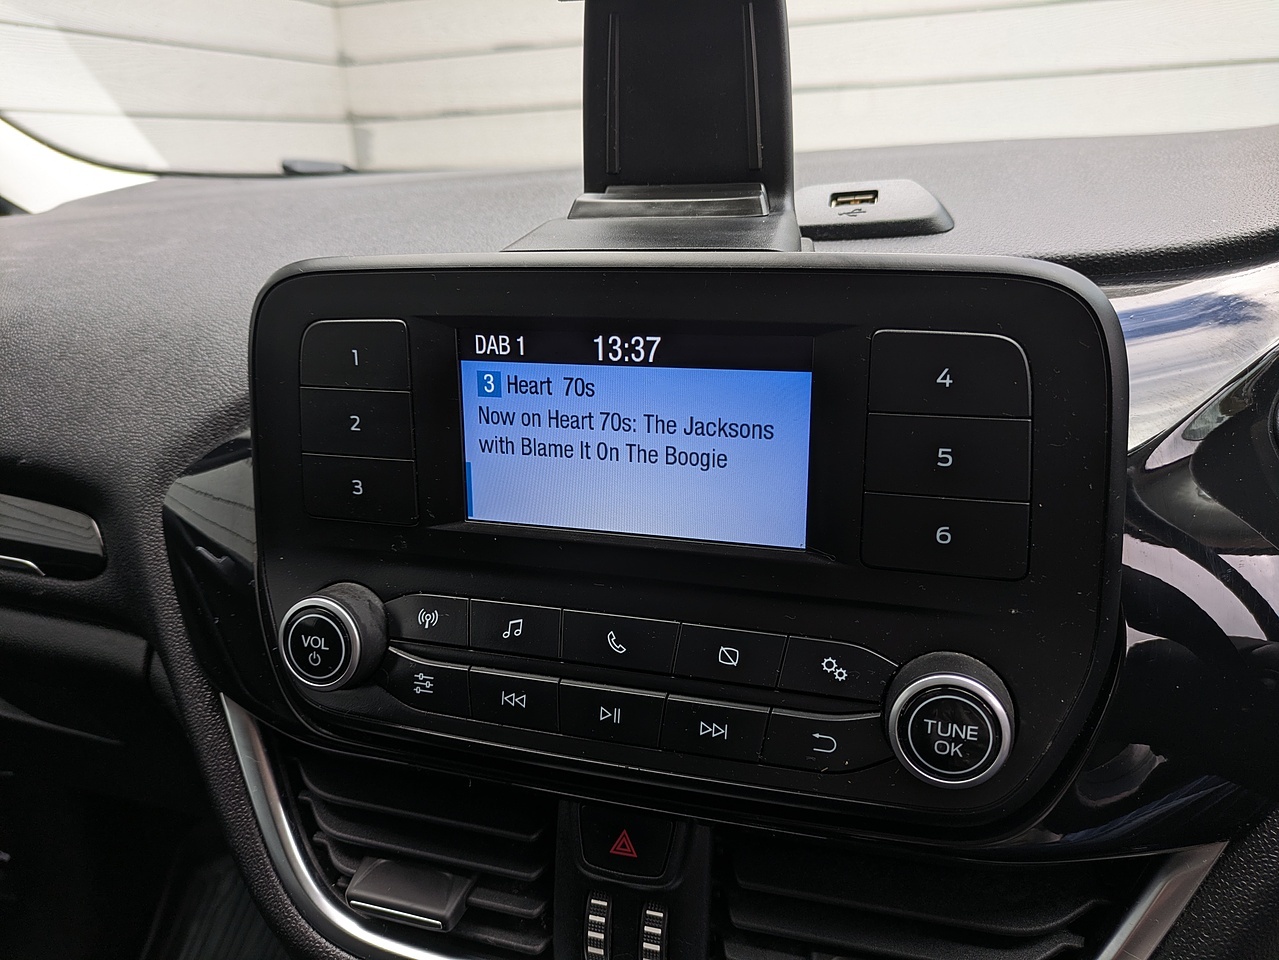 DAB 1 13:37
3 Heart 70s
Now on Heart 70s: The Jacksons
with Blame It On The Boogie
1
2
3
4
5
6
VOL
TUNE
OK